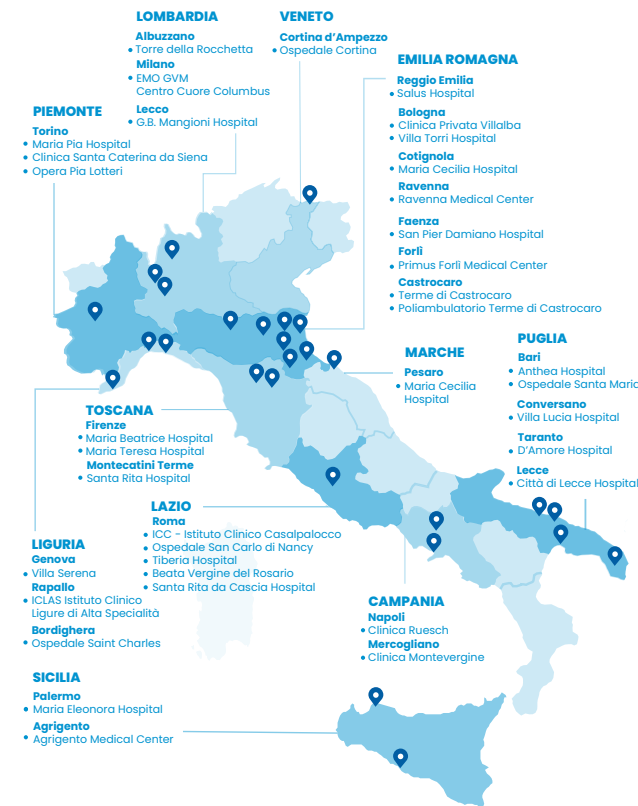 LOMBARDIA
Albuzzano
Torre della Rocchetta
Milano
EMO GVM
Centro Cuore Columbus
Lecco
G.B. Mangioni Hospital
VENETO
Cortina d'Ampezzo
Ospedale Cortina
EMILIA ROMAGNA
Reggio Emilia
Salus Hospital
Bologna
Clinica Privata Villalba
Villa Torri Hospital
Cotignola
Maria Cecilia Hospital
Ravenna
Ravenna Medical Center
Faenza
San Pier Damiano Hospital
Forlì
Primus Forlì Medical Center
Castrocaro
Terme di Castrocaro
Poliambulatorio Terme di Castrocaro
PIEMONTE
Torino
Maria Pia Hospital
Clinica Santa Caterina da Siena
Opera Pia Lotteri
MARCHE
Pesaro
Maria Cecilia
Hospital
PUGLIA
Bari
Anthea Hospital
Ospedale Santa Maria
Conversano
Villa Lucia Hospital
Taranto
D'Amore Hospital
Lecce
Città di Lecce Hospital
TOSCANA
Firenze
Maria Beatrice Hospital
Maria Teresa Hospital
Montecatini Terme
Santa Rita Hospital
LAZIO
Roma
ICC - Istituto Clinico Casalpalocco
Ospedale San Carlo di Nancy
Tiberia Hospital
Beata Vergine del Rosario
Santa Rita da Cascia Hospital
LIGURIA
Genova
Villa Serena
Rapallo
ICLAS Istituto Clinico
Ligure di Alta Specialità
Bordighera
Ospedale Saint Charles
CAMPANIA
Napoli
Clinica Ruesch
Mercogliano
Clinica Montevergine
SICILIA
Palermo
Maria Eleonora Hospital
Agrigento
Agrigento Medical Center